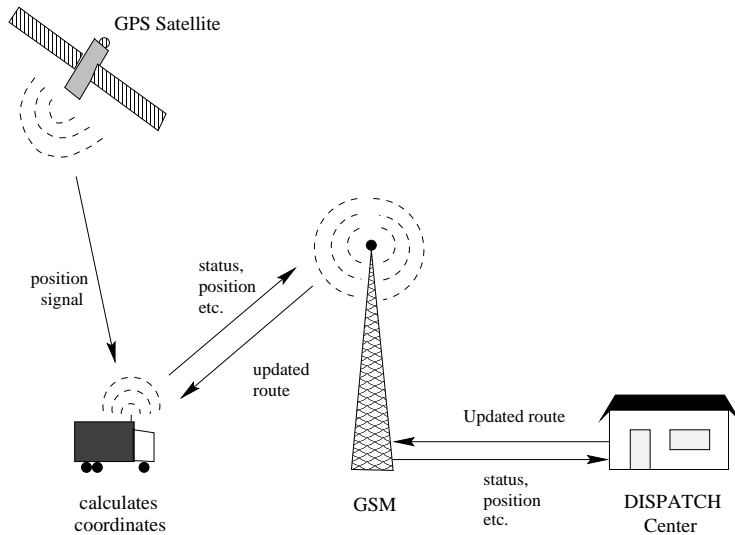 GPS Satellite
position
signal
status,
position
etc.
updated
route
calculates
coordinates
GSM
Updated route
status,
position
etc.
DISPATCH
Center